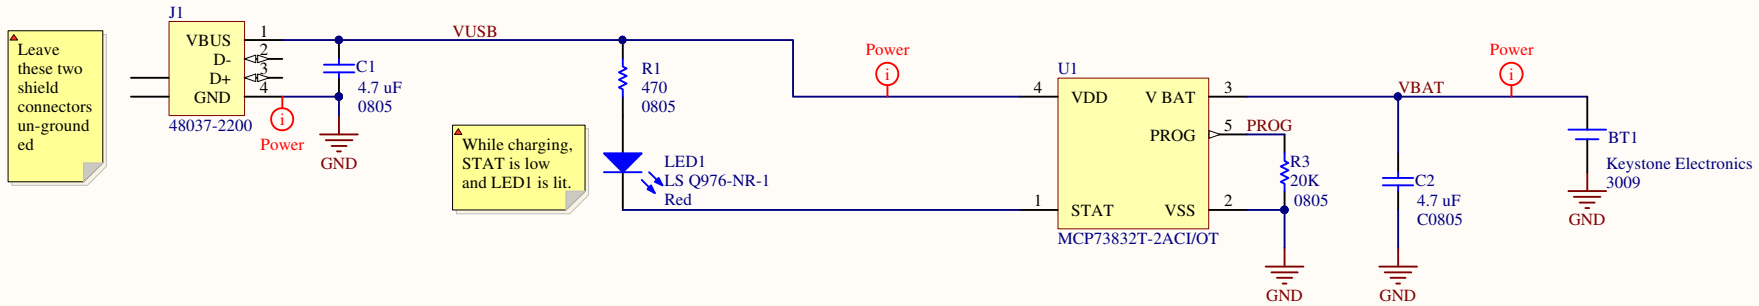 Leave
these two
shield
connectors
un-ground
ed
J1
VBUS
D-
D+
GND
1
2
3
4
48037-2200
i
Power
VUSB
C1
4.7 uF
0805
GND
R1
470
0805
While charging,
STAT is low
and LED1 is lit.
LED1
LS Q976-NR-1
Red
Power
i
U1
4
VDD
V BAT
3
PROG
5
PROG
1
STAT
VSS
2
MCP73832T-2ACI/OT
R3
20K
0805
GND
VBAT
C2
4.7 uF
C0805
GND
Power
i
BT1
Keystone Electronics
3009
GND